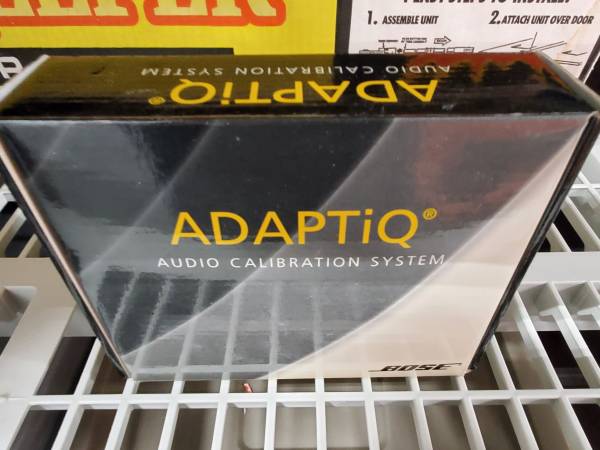 1. ASSEMBLE UNIT
2. ATTACH UNIT OVER DOOR
ADAPTiQ®
AUDIO CALIBRATION SYSTEM
ADAPTiQ®
AUDIO CALIBRATION SYSTEM
BOSE